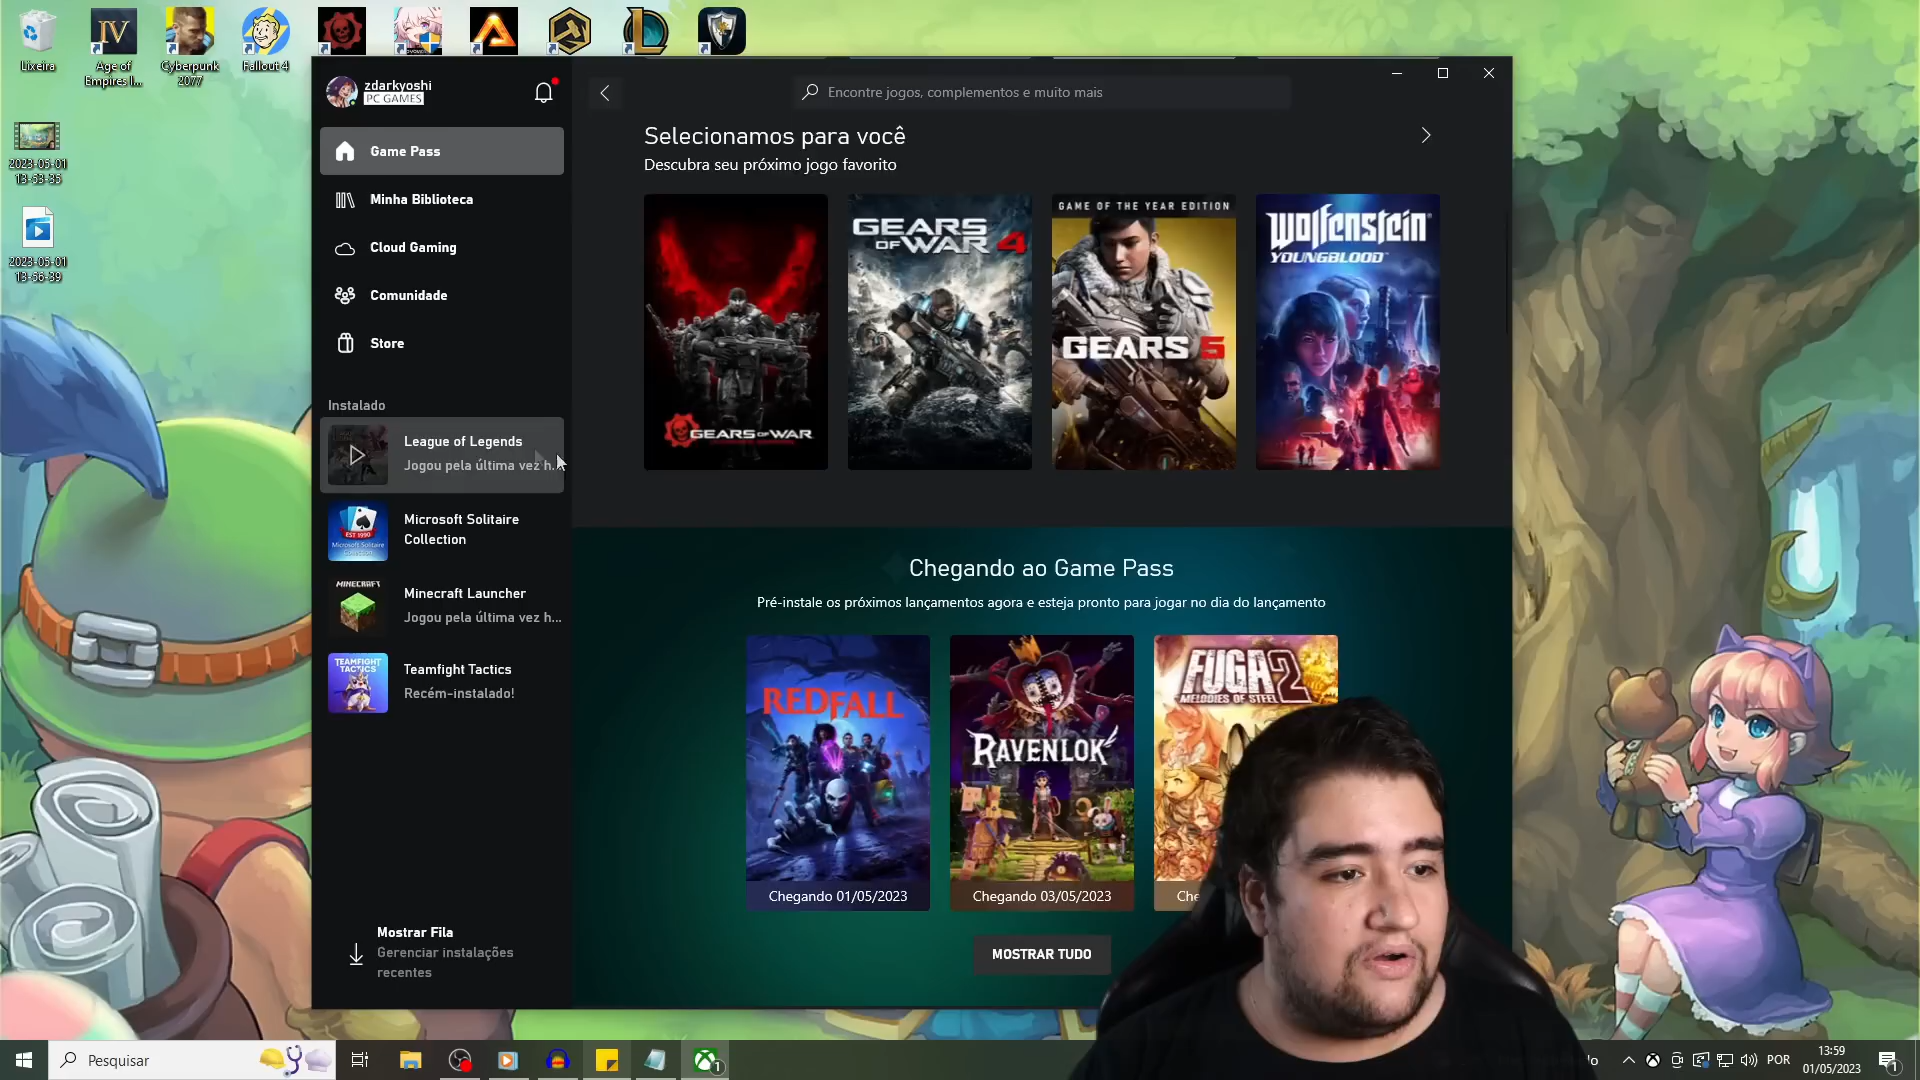 Lixeira
Age of
Empires I...
Cyberpunk
2077
Fallout 4
2023-05-01
13-53-35
2023-05-01
13-56-39
zdarkyoshi
PC GAMES
Encontre jogos, complementos e muito mais
Game Pass
Minha Biblioteca
Cloud Gaming
Comunidade
Store
Instalado
League of Legends
Jogou pela última vez h...
Microsoft Solitaire
Collection
Minecraft Launcher
Jogou pela última vez h...
Teamfight Tactics
Recém-instalado!
MINECRAFT
TEAMFIGHT
TACTICS
Mostrar Fila
Gerenciar instalações
recentes
Selecionamos para você
Descubra seu próximo jogo favorito
GEARS OF WAR
GEARS
OF WAR 4
GAME OF THE YEAR EDITION
GEARS 5
Wolfenstein
YOUNGBLOOD
Chegando ao Game Pass
Pré-instale os próximos lançamentos agora e esteja pronto para jogar no dia do lançamento
REDFALL
Chegando 01/05/2023
RAVENLOK
Chegando 03/05/2023
FUGA 2
MELODIES OF STEEL
Che
MOSTRAR TUDO
Pesquisar
1
POR
13:59
01/05/2023
1